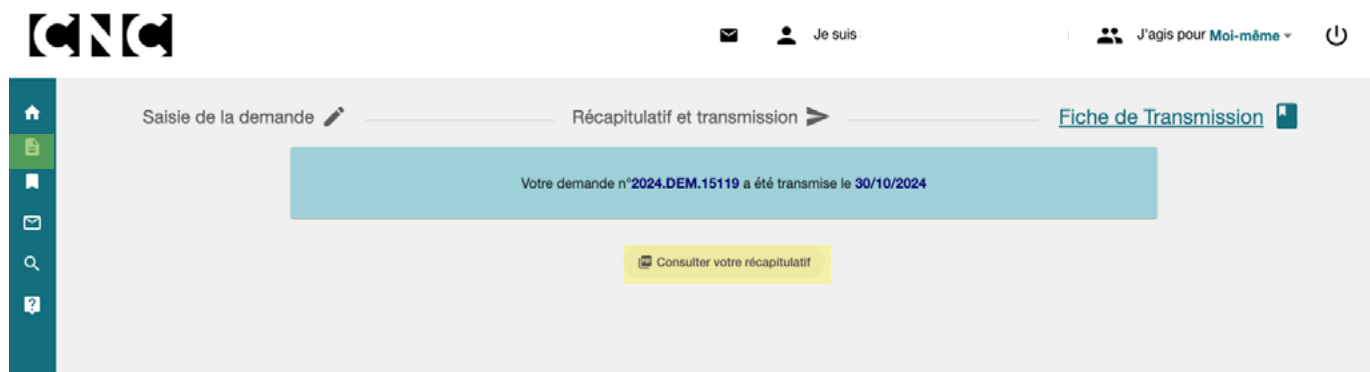 CNC
Je suis
J'agis pour Moi-même
Saisie de la demande
Récapitulatif et transmission
Fiche de Transmission
Votre demande n°2024.DEM.15119 a été transmise le 30/10/2024
Consulter votre récapitulatif